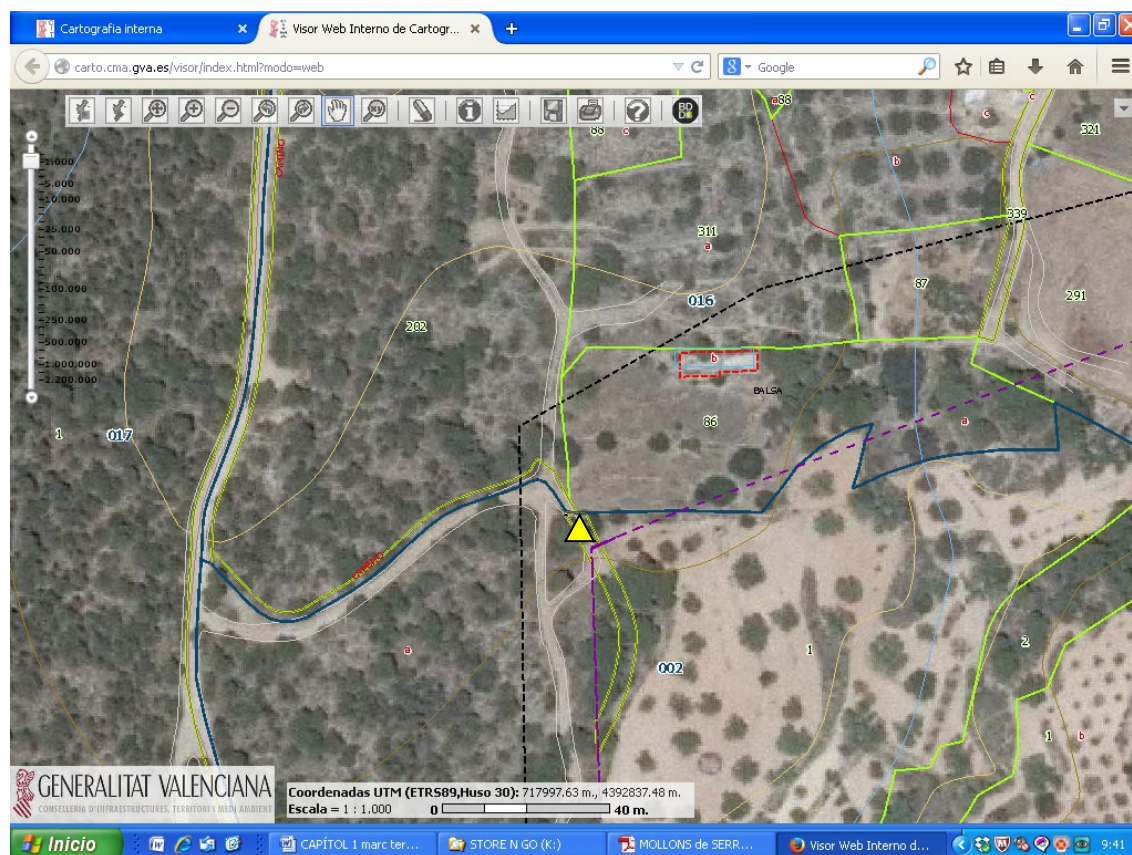 Cartografia interna
Visor Web Interno de Cartogr...
carto.cma.gva.es/visor/index.html?modo=web
Google
BD
CAMINO
88
c
a88
c
c
321
-1.000
-5.000
-10.000
-25.000
-50.000
-100.000
-250.000
-500.000
-1.000.000
-2.200.000
b
339
311
a
87
291
016
202
b
BALSA
86
a
1
017
a
1
002
2
1
b
GENERALITAT VALENCIANA
CONSELLERIA D'INFRAESTRUCTURES, TERRITORI I MEDI AMBIENT
Coordenadas UTM (ETRS89,Huso 30): 717997.63 m., 4392837.48 m.
Escala = 1 : 1.000 0 40 m.
Inicio
CAPÍTOL 1 marc ter...
STORE N GO (K:)
MOLLONS de SERR...
Visor Web Interno d...
9:41